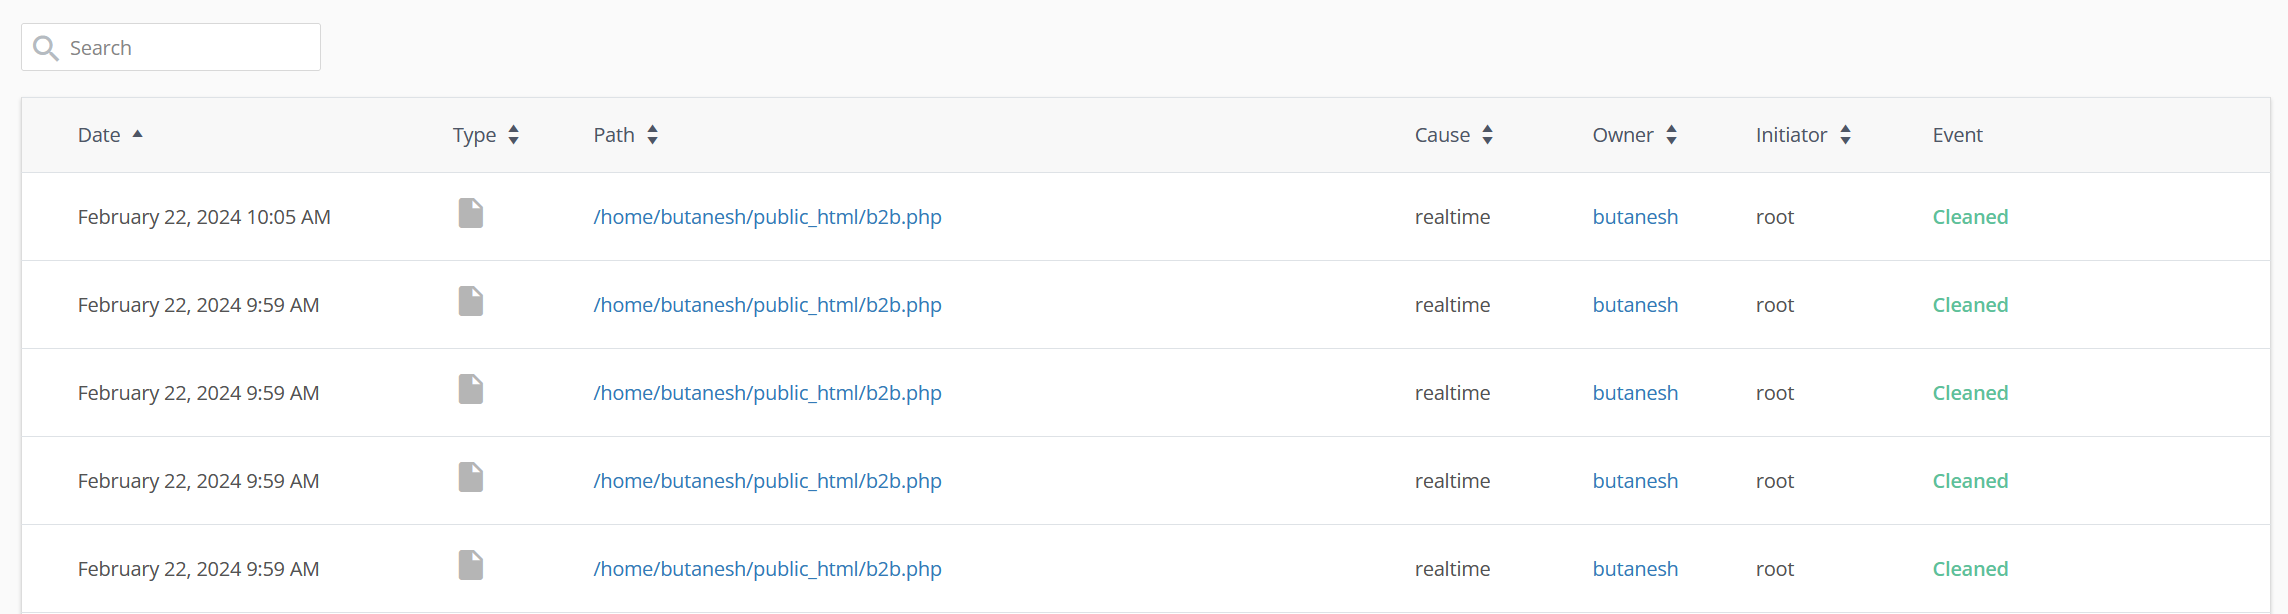 Search
Date Type Path Cause Owner Initiator Event
February 22, 2024 10:05 AM /home/butanesh/public_html/b2b.php realtime butanesh root Cleaned
February 22, 2024 9:59 AM /home/butanesh/public_html/b2b.php realtime butanesh root Cleaned
February 22, 2024 9:59 AM /home/butanesh/public_html/b2b.php realtime butanesh root Cleaned
February 22, 2024 9:59 AM /home/butanesh/public_html/b2b.php realtime butanesh root Cleaned
February 22, 2024 9:59 AM /home/butanesh/public_html/b2b.php realtime butanesh root Cleaned